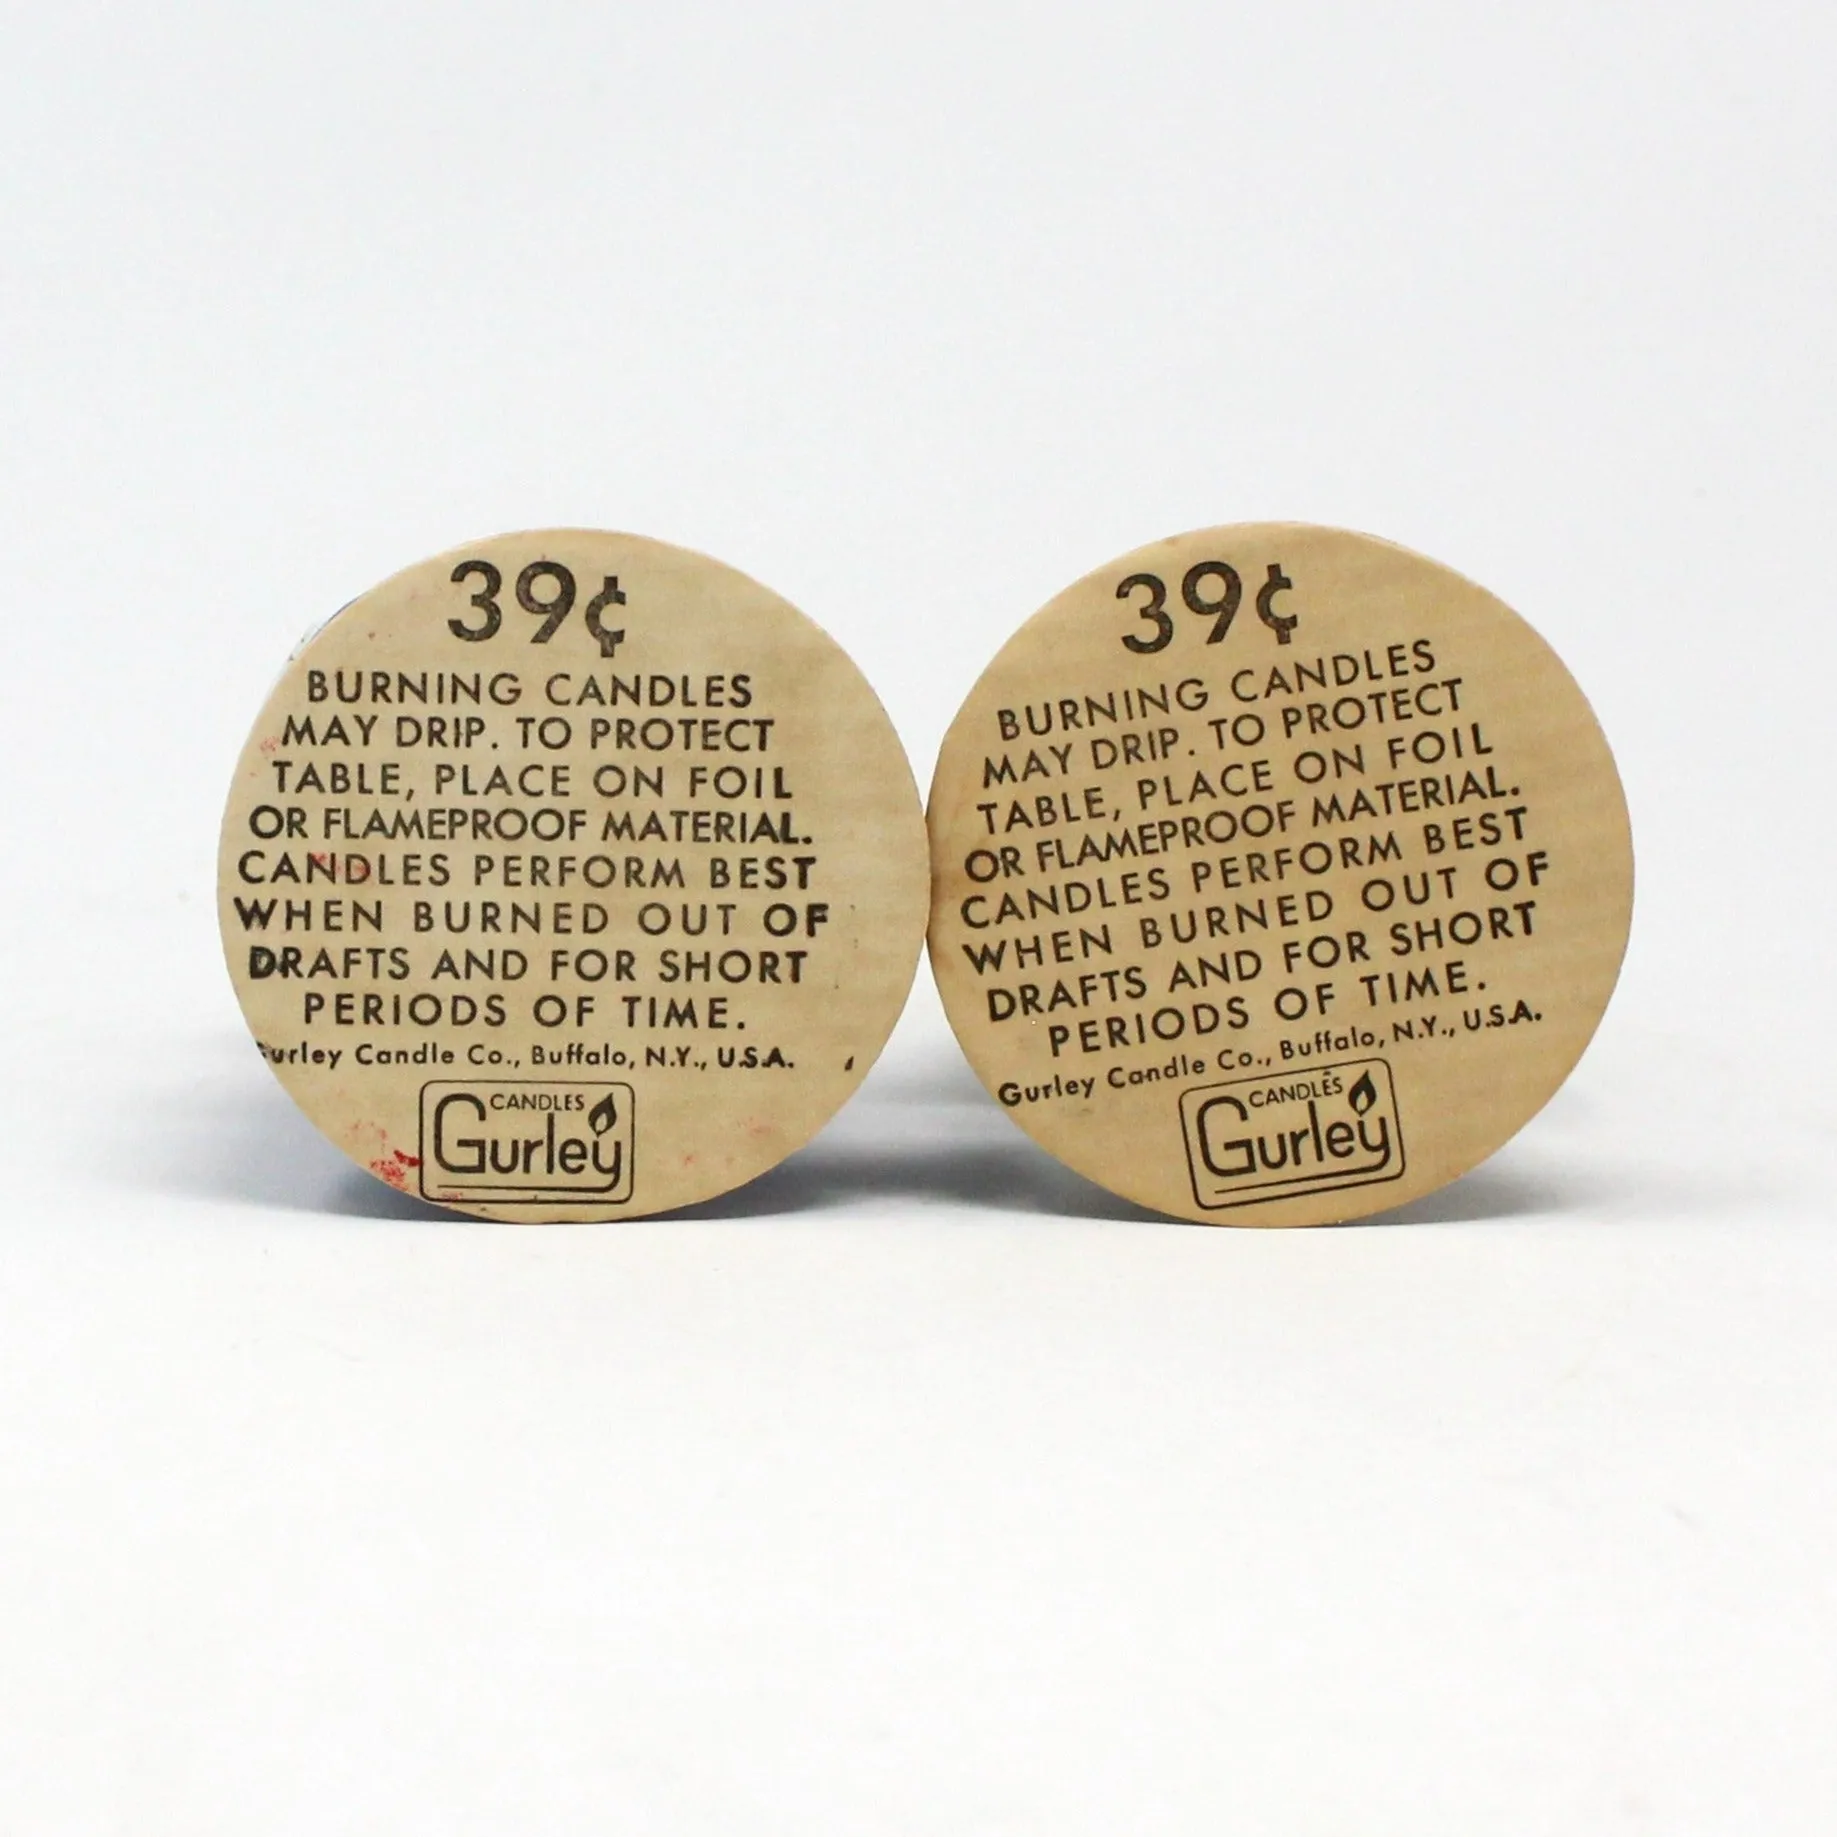 39¢
BURNING CANDLES
MAY DRIP. TO PROTECT
TABLE, PLACE ON FOIL
OR FLAMEPROOF MATERIAL.
CANDLES PERFORM BEST
WHEN BURNED OUT OF
DRAFTS AND FOR SHORT
PERIODS OF TIME.
Gurley Candle Co., Buffalo, N.Y., U.S.A.
CANDLES
Gurley
39¢
BURNING CANDLES
MAY DRIP. TO PROTECT
TABLE, PLACE ON FOIL
OR FLAMEPROOF MATERIAL.
CANDLES PERFORM BEST
WHEN BURNED OUT OF
DRAFTS AND FOR SHORT
PERIODS OF TIME.
Gurley Candle Co., Buffalo, N.Y., U.S.A.
CANDLES
Gurley